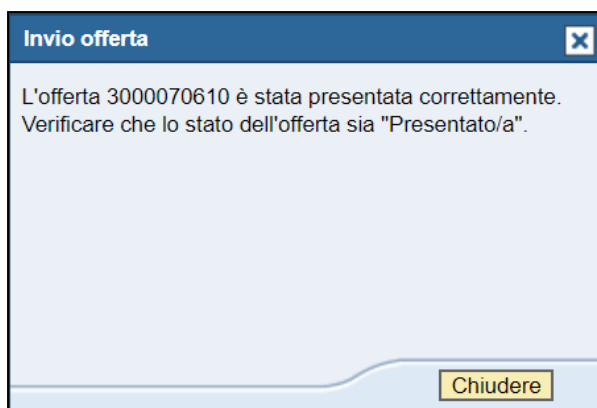 Invio offerta
L'offerta 3000070610 è stata presentata correttamente.
Verificare che lo stato dell'offerta sia "Presentato/a".
Chiudere